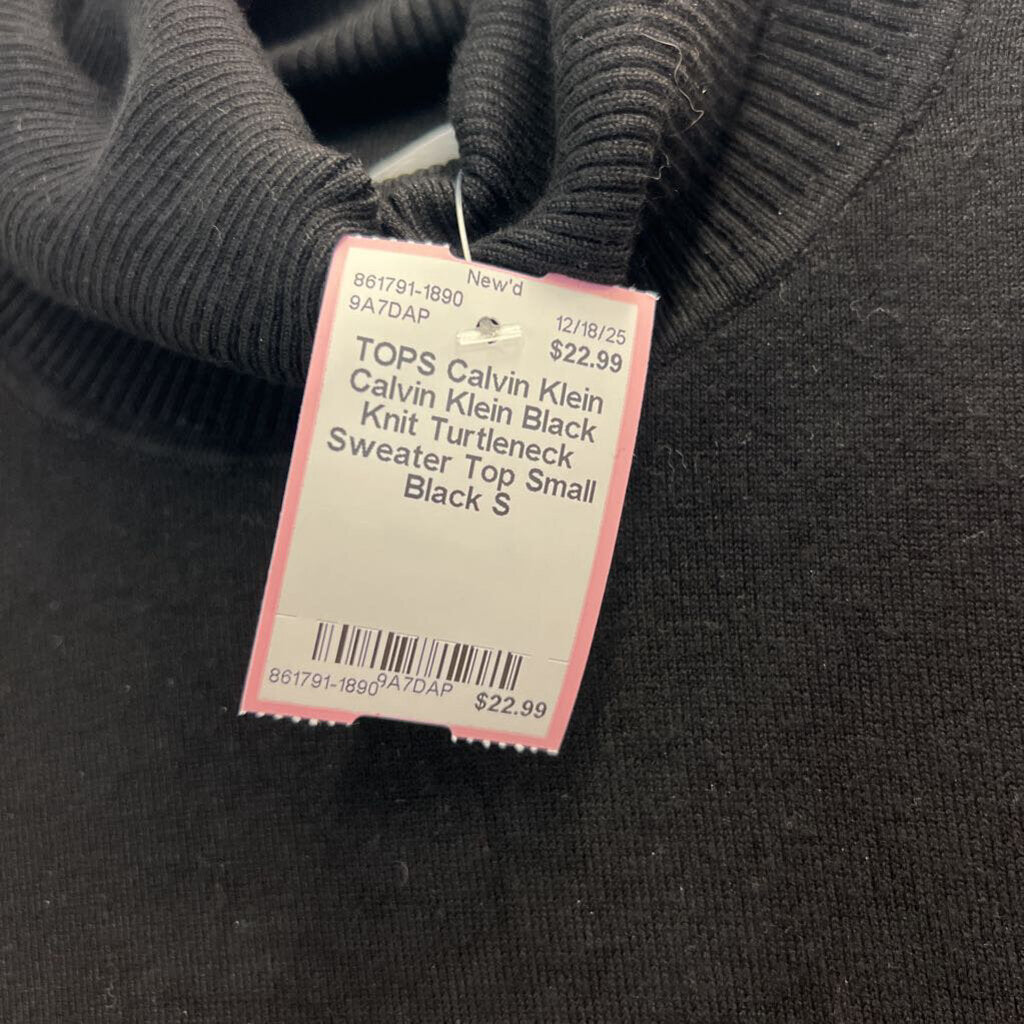 New'd
861791-1890
9A7DAP
12/18/25
$22.99
TOPS Calvin Klein
Calvin Klein Black
Knit Turtleneck
Sweater Top Small
Black S
861791-1890 9A7DAP $22.99